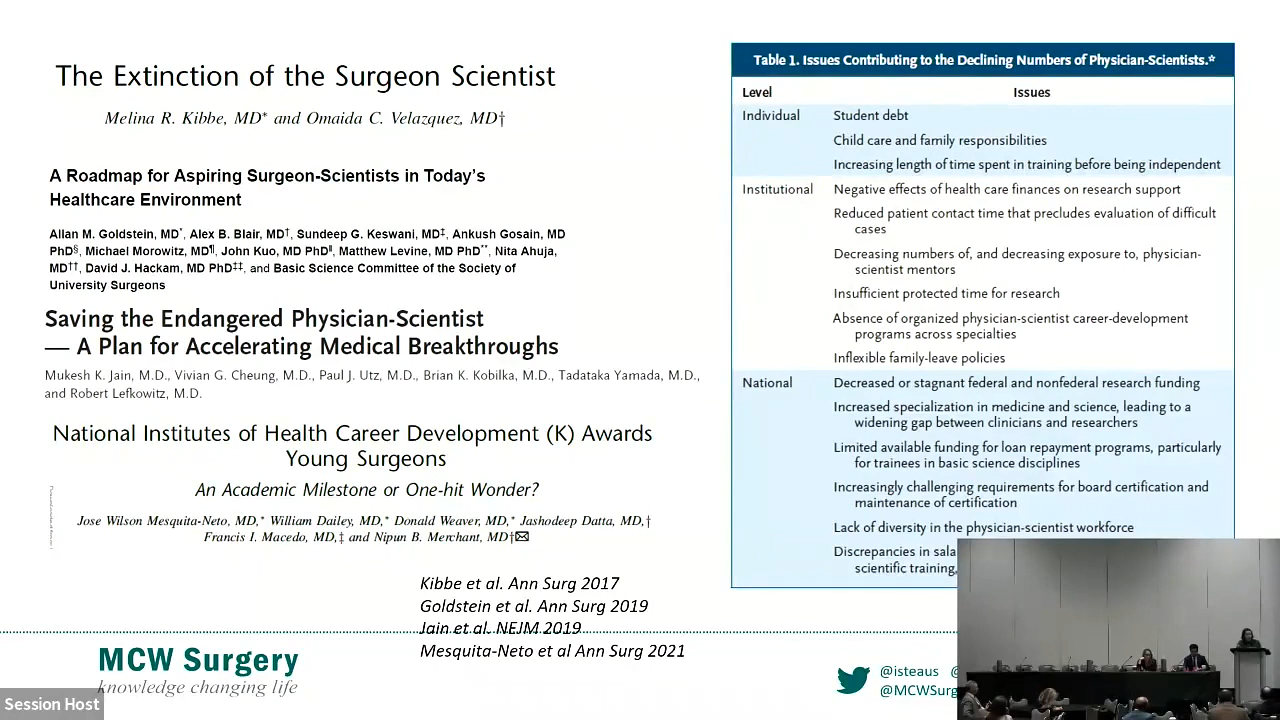 The Extinction of the Surgeon Scientist
Melina R. Kibbe, MD* and Omaida C. Velazquez, MD†
A Roadmap for Aspiring Surgeon-Scientists in Today's
Healthcare Environment
Allan M. Goldstein, MD*, Alex B. Blair, MD†, Sundeep G. Keswani, MD‡, Ankush Gosain, MD
PhD§, Michael Morowitz, MD¶, John Kuo, MD PhD‖, Matthew Levine, MD PhD**, Nita Ahuja,
MD††, David J. Hackam, MD PhD‡‡, and Basic Science Committee of the Society of
University Surgeons
Saving the Endangered Physician-Scientist
— A Plan for Accelerating Medical Breakthroughs
Mukesh K. Jain, M.D., Vivian G. Cheung, M.D., Paul J. Utz, M.D., Brian K. Kobilka, M.D., Tadataka Yamada, M.D.,
and Robert Lefkowitz, M.D.
National Institutes of Health Career Development (K) Awards
Young Surgeons
An Academic Milestone or One-hit Wonder?
Jose Wilson Mesquita-Neto, MD,* William Dailey, MD,* Donald Weaver, MD,* Jashodeep Datta, MD,†
Francis I. Macedo, MD,‡ and Nipun B. Merchant, MD†✉
Kibbe et al. Ann Surg 2017
Goldstein et al. Ann Surg 2019
Jain et al. NEJM 2019
Mesquita-Neto et al Ann Surg 2021
Table 1. Issues Contributing to the Declining Numbers of Physician-Scientists.*
Level Issues
Individual Student debt
Child care and family responsibilities
Increasing length of time spent in training before being independent
Institutional Negative effects of health care finances on research support
Reduced patient contact time that precludes evaluation of difficult
cases
Decreasing numbers of, and decreasing exposure to, physician-
scientist mentors
Insufficient protected time for research
Absence of organized physician-scientist career-development
programs across specialties
Inflexible family-leave policies
National Decreased or stagnant federal and nonfederal research funding
Increased specialization in medicine and science, leading to a
widening gap between clinicians and researchers
Limited available funding for loan repayment programs, particularly
for trainees in basic science disciplines
Increasingly challenging requirements for board certification and
maintenance of certification
Lack of diversity in the physician-scientist workforce
Discrepancies in sala
scientific training,
MCW Surgery
knowledge changing life
@isteaus @
@MCWSurg
Session Host